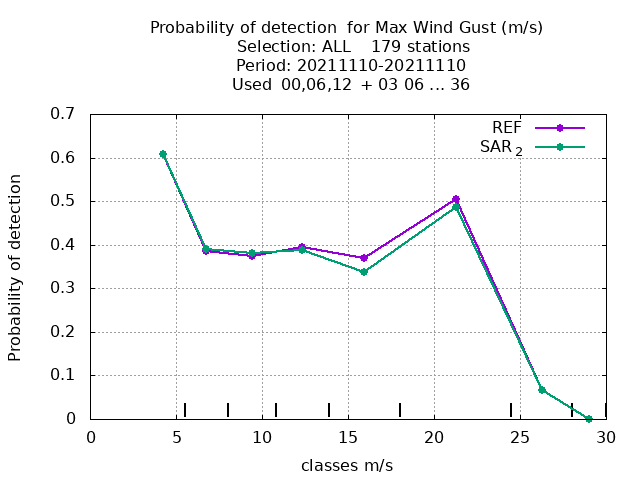 Probability of detection  for Max Wind Gust (m/s)
Selection: ALL    179 stations
Period: 20211110-20211110
Used  00,06,12  + 03 06 ... 36
REF
SAR 2
0.7
0.6
0.5
0.4
0.3
0.2
0.1
0
Probability of detection
0 5 10 15 20 25 30
classes m/s